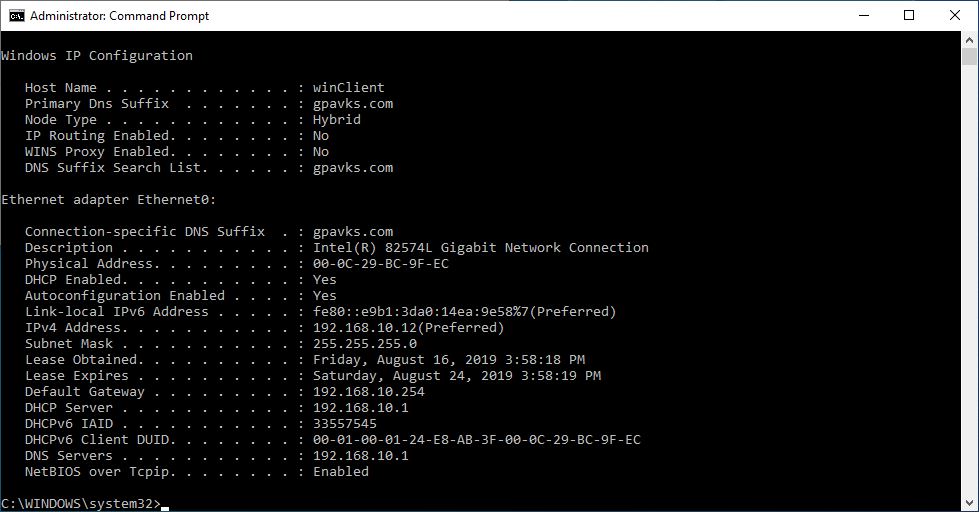 Administrator: Command Prompt
Windows IP Configuration
Host Name . . . . . . . . . . . . : winClient
Primary Dns Suffix  . . . . . . . : gpavks.com
Node Type . . . . . . . . . . . . : Hybrid
IP Routing Enabled. . . . . . . . : No
WINS Proxy Enabled. . . . . . . . : No
DNS Suffix Search List. . . . . . : gpavks.com
Ethernet adapter Ethernet0:
Connection-specific DNS Suffix  . : gpavks.com
Description . . . . . . . . . . . : Intel(R) 82574L Gigabit Network Connection
Physical Address. . . . . . . . . : 00-0C-29-BC-9F-EC
DHCP Enabled. . . . . . . . . . . : Yes
Autoconfiguration Enabled . . . . : Yes
Link-local IPv6 Address . . . . . : fe80::e9b1:3da0:14ea:9e58%7(Preferred)
IPv4 Address. . . . . . . . . . . : 192.168.10.12(Preferred)
Subnet Mask . . . . . . . . . . . : 255.255.255.0
Lease Obtained. . . . . . . . . . : Friday, August 16, 2019 3:58:18 PM
Lease Expires . . . . . . . . . . : Saturday, August 24, 2019 3:58:19 PM
Default Gateway . . . . . . . . . : 192.168.10.254
DHCP Server . . . . . . . . . . . : 192.168.10.1
DHCPv6 IAID . . . . . . . . . . . : 33557545
DHCPv6 Client DUID. . . . . . . . : 00-01-00-01-24-E8-AB-3F-00-0C-29-BC-9F-EC
DNS Servers . . . . . . . . . . . : 192.168.10.1
NetBIOS over Tcpip. . . . . . . . : Enabled
C:\WINDOWS\system32>